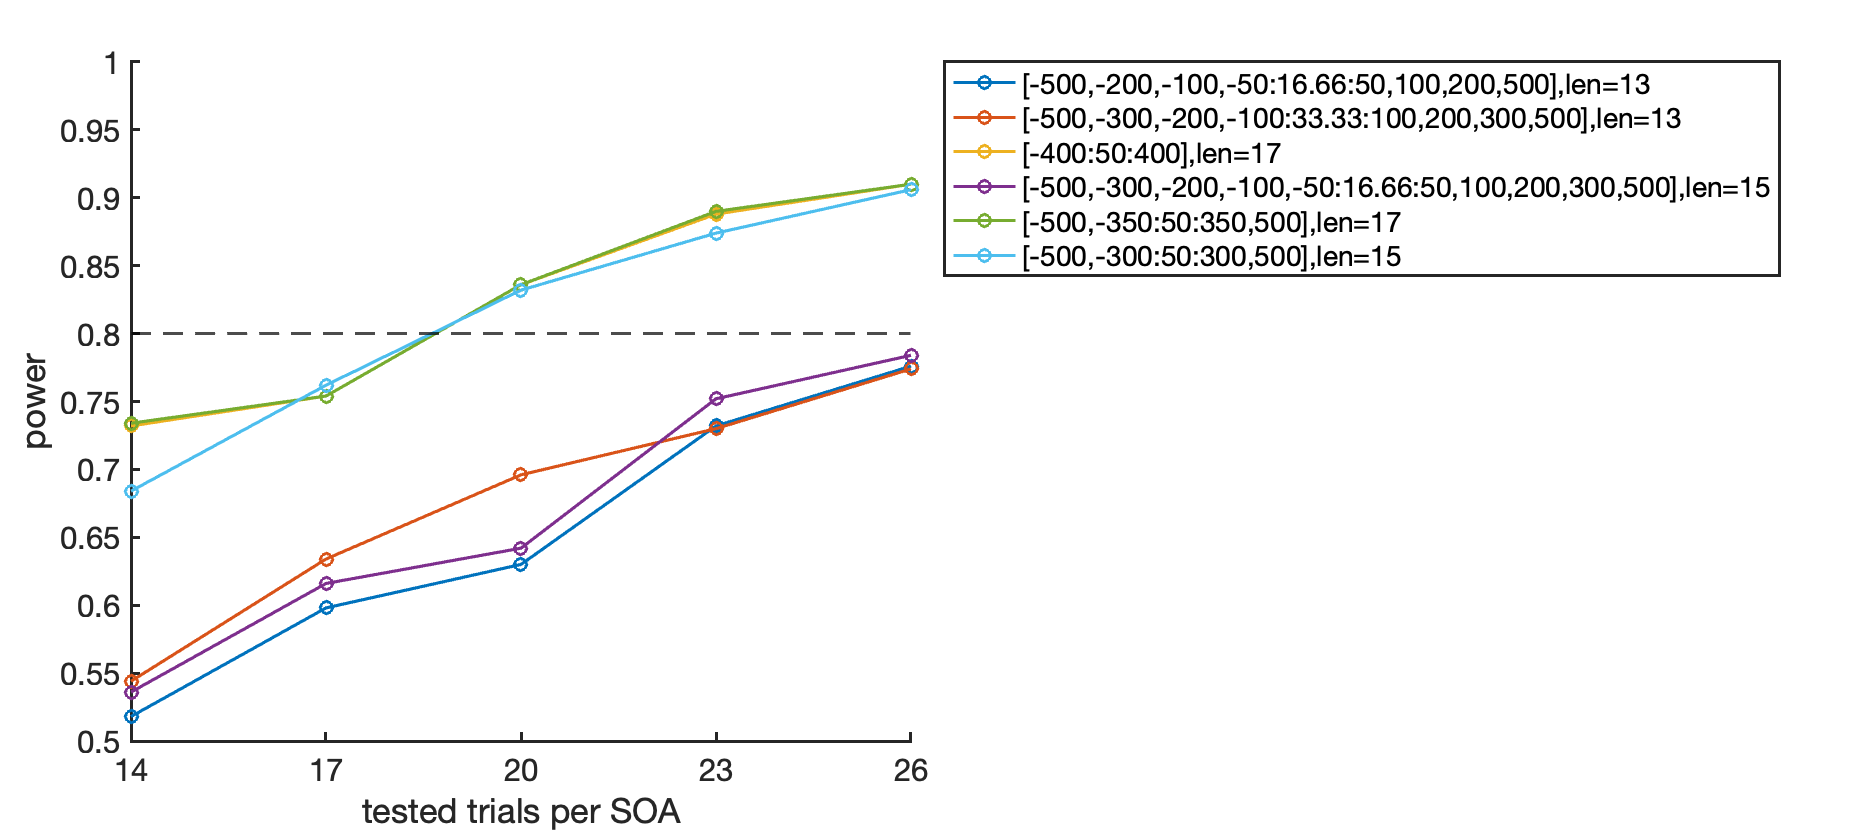 1
0.95
0.9
0.85
0.8
0.75
0.7
0.65
0.6
0.55
0.5
power
14 17 20 23 26
tested trials per SOA
[-500,-200,-100,-50:16.66:50,100,200,500],len=13
[-500,-300,-200,-100:33.33:100,200,300,500],len=13
[-400:50:400],len=17
[-500,-300,-200,-100,-50:16.66:50,100,200,300,500],len=15
[-500,-350:50:350,500],len=17
[-500,-300:50:300,500],len=15